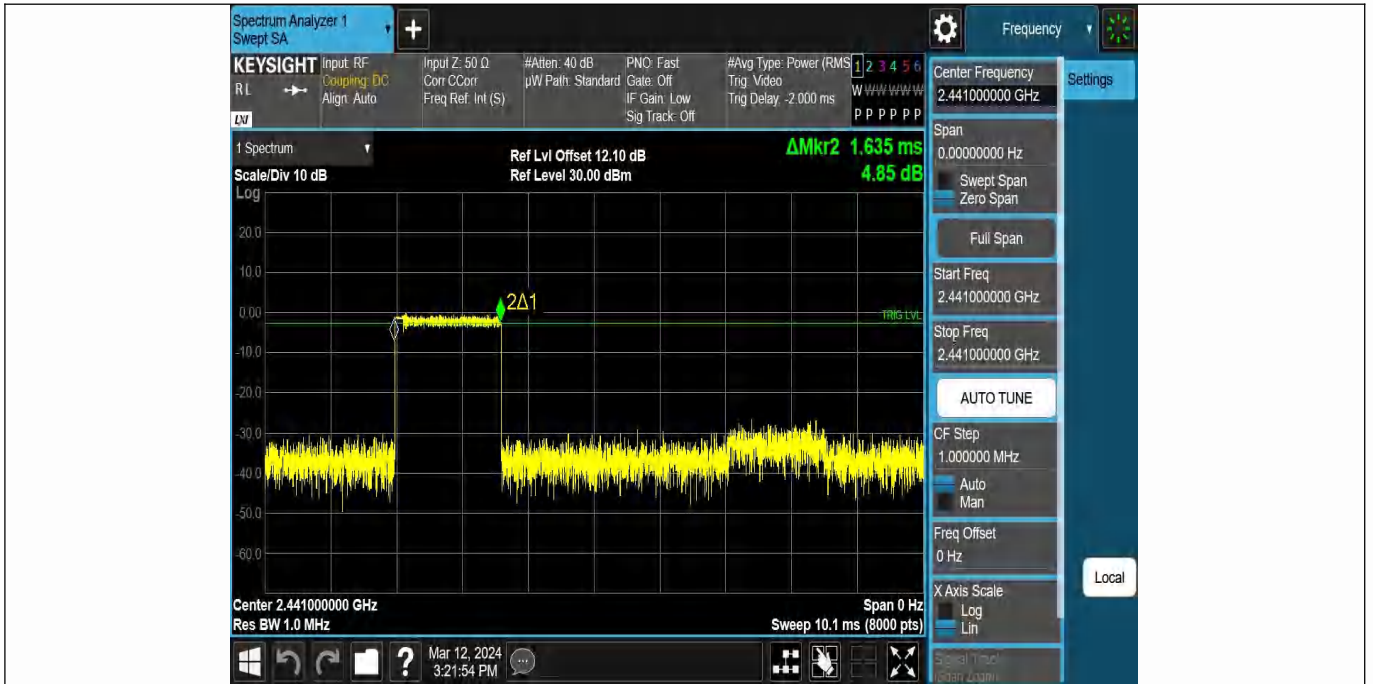 Spectrum Analyzer 1
Swept SA
Frequency
KEYSIGHT
RL
LXI
Input: RF
Coupling: DC
Align: Auto
Input Z: 50 Ω
Corr CCorr
Freq Ref: Int (S)
#Atten: 40 dB
µW Path: Standard
PNO: Fast
Gate: Off
IF Gain: Low
Sig Track: Off
#Avg Type: Power (RMS
Trig: Video
Trig Delay: -2.000 ms
1 2 3 4 5 6
W W W W W W
P P P P P P
1 Spectrum
Scale/Div 10 dB
Ref Lvl Offset 12.10 dB
Ref Level 30.00 dBm
ΔMkr2 1.635 ms
4.85 dB
Log
20.0
10.0
0.00
-10.0
-20.0
-30.0
-40.0
-50.0
-60.0
2Δ1
TRIG LVL
Center 2.441000000 GHz
Res BW 1.0 MHz
Span 0 Hz
Sweep 10.1 ms (8000 pts)
Mar 12, 2024
3:21:54 PM
Center Frequency
2.441000000 GHz
Settings
Span
0.00000000 Hz
Swept Span
Zero Span
Full Span
Start Freq
2.441000000 GHz
Stop Freq
2.441000000 GHz
AUTO TUNE
CF Step
1.000000 MHz
Auto
Man
Freq Offset
0 Hz
X Axis Scale
Log
Lin
Signal Track
(Span Zoom)
Local